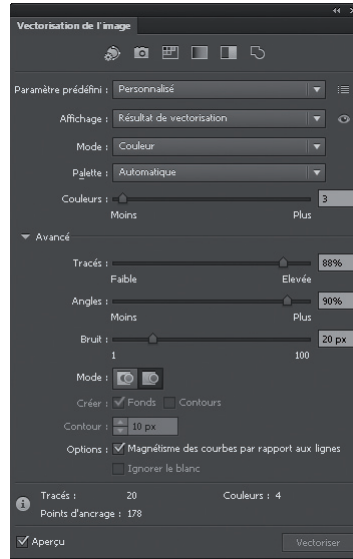 Vectorisation de l'image
Paramètre prédéfini : Personnalisé
Affichage : Résultat de vectorisation
Mode : Couleur
Palette : Automatique
Couleurs : 3
Moins Plus
Avancé
Tracés : 88%
Faible Elevée
Angles : 90%
Moins Plus
Bruit : 20 px
1 100
Mode :
Créer : Fonds Contours
Contour : 10 px
Options : Magnétisme des courbes par rapport aux lignes
Ignorer le blanc
Tracés : 20 Couleurs : 4
Points d'ancrage : 178
Aperçu Vectoriser